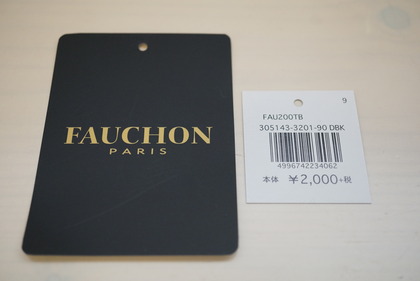 FAUCHON
PARIS
9
FAU200TB
305143-3201-90 DBK
4996742234062
本体 ¥2,000+税